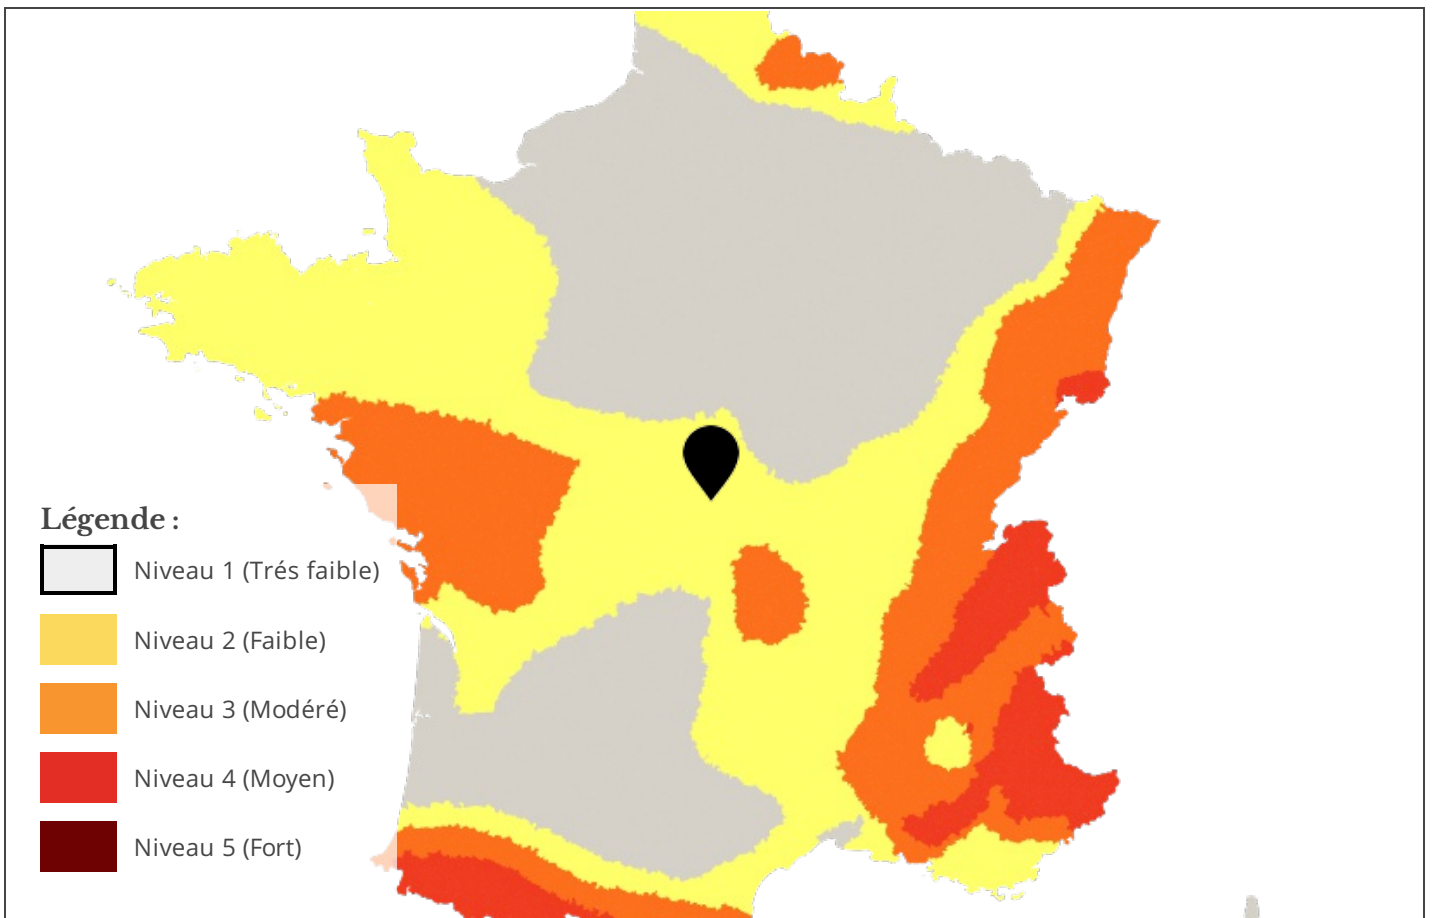 Légende :
Niveau 1 (Trés faible)
Niveau 2 (Faible)
Niveau 3 (Modéré)
Niveau 4 (Moyen)
Niveau 5 (Fort)